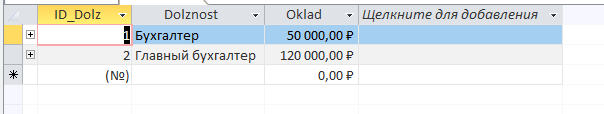 ID_Dolz Dolznost Oklad Щелкните для добавления
1 Бухгалтер 50 000,00 ₽
2 Главный бухгалтер 120 000,00 ₽
(№) 0,00 ₽